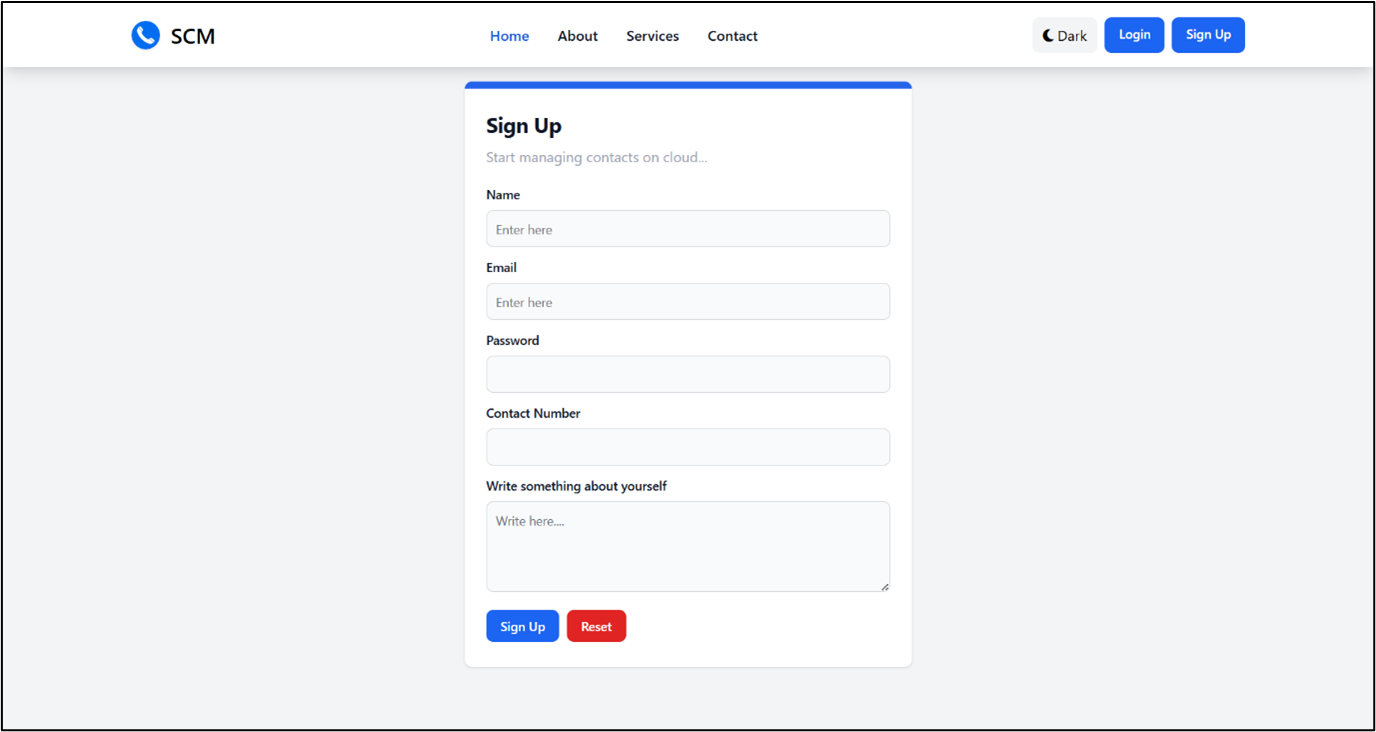 SCM Home About Services Contact Dark Login Sign Up
Sign Up
Start managing contacts on cloud...
Name
Enter here
Email
Enter here
Password
Contact Number
Write something about yourself
Write here....
Sign Up Reset